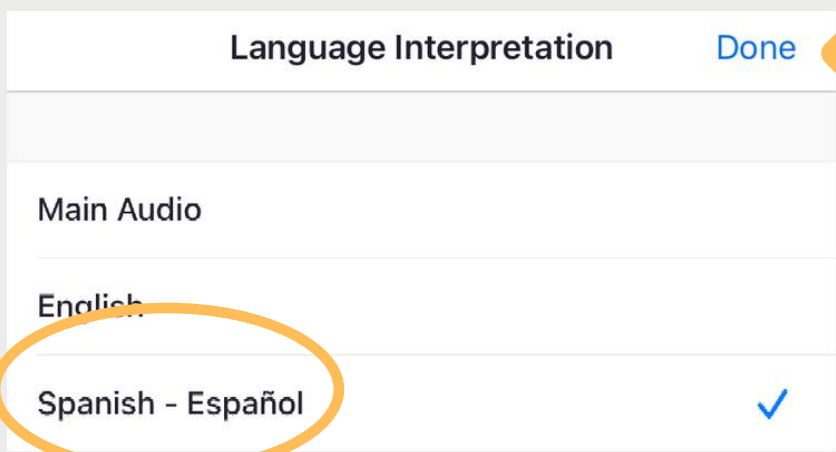 Language Interpretation Done
Main Audio
English
Spanish - Español